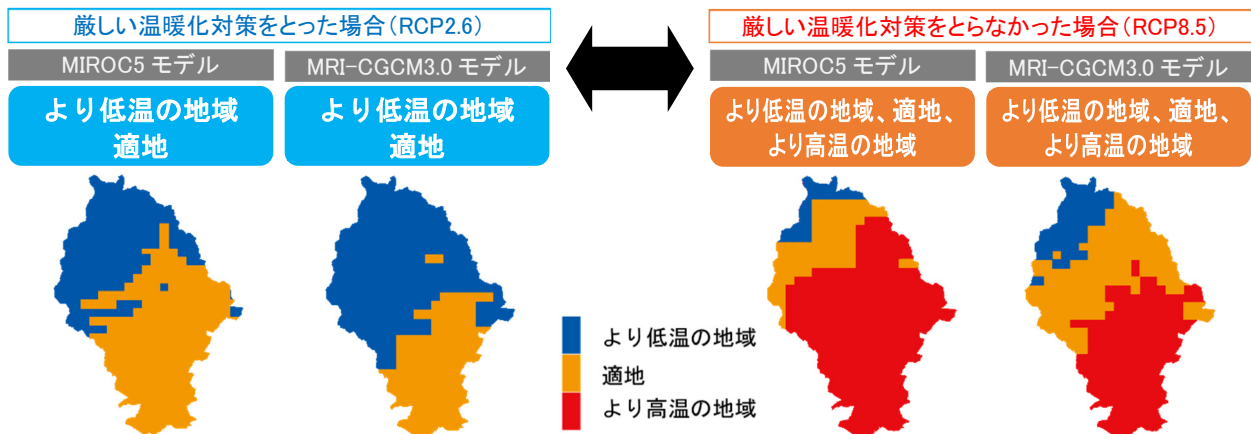 厳しい温暖化対策をとった場合(RCP2.6)
MIROC5 モデル
MRI-CGCM3.0 モデル
より低温の地域
適地
より低温の地域
適地
厳しい温暖化対策をとらなかった場合(RCP8.5)
MIROC5 モデル
MRI-CGCM3.0 モデル
より低温の地域、適地、
より高温の地域
より低温の地域、適地、
より高温の地域
より低温の地域
適地
より高温の地域